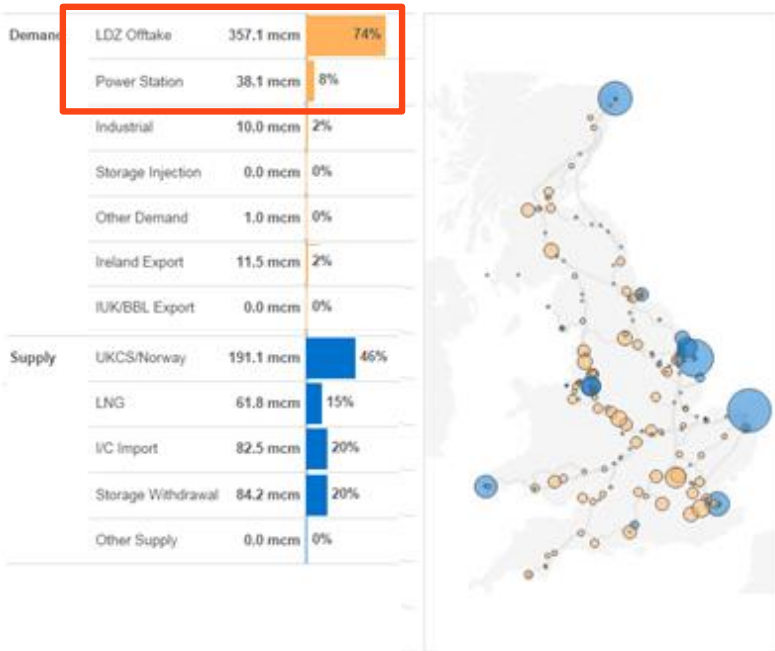 Demand LDZ Offtake 357.1 mcm 74%
Power Station 38.1 mcm 8%
Industrial 10.0 mcm 2%
Storage Injection 0.0 mcm 0%
Other Demand 1.0 mcm 0%
Ireland Export 11.5 mcm 2%
IUK/BBL Export 0.0 mcm 0%
Supply UKCS/Norway 191.1 mcm 46%
LNG 61.8 mcm 15%
I/C Import 82.5 mcm 20%
Storage Withdrawal 84.2 mcm 20%
Other Supply 0.0 mcm 0%